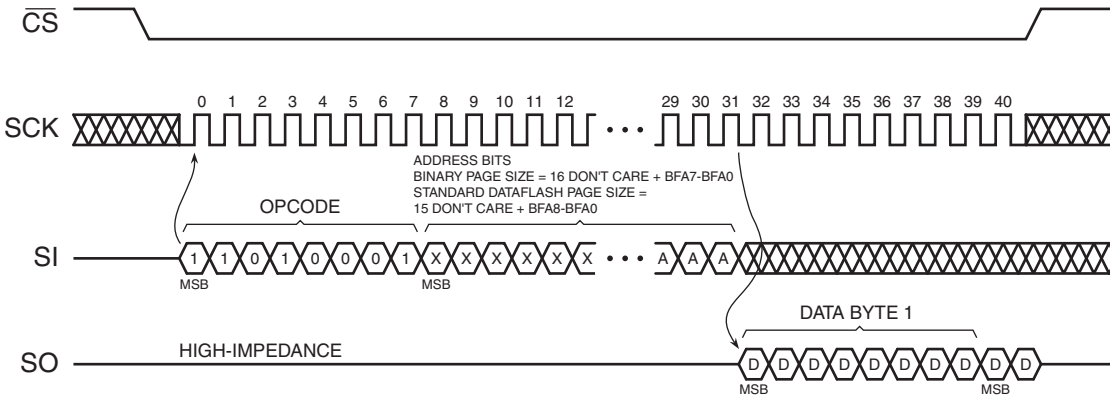 CS
0 1 2 3 4 5 6 7 8 9 10 11 12 29 30 31 32 33 34 35 36 37 38 39 40
SCK
ADDRESS BITS
BINARY PAGE SIZE = 16 DON'T CARE + BFA7-BFA0
STANDARD DATAFLASH PAGE SIZE =
15 DON'T CARE + BFA8-BFA0
OPCODE
SI 1 1 0 1 0 0 0 1 X X X X X X • • • A A A
MSB MSB
DATA BYTE 1
HIGH-IMPEDANCE
SO D D D D D D D D D D
MSB MSB